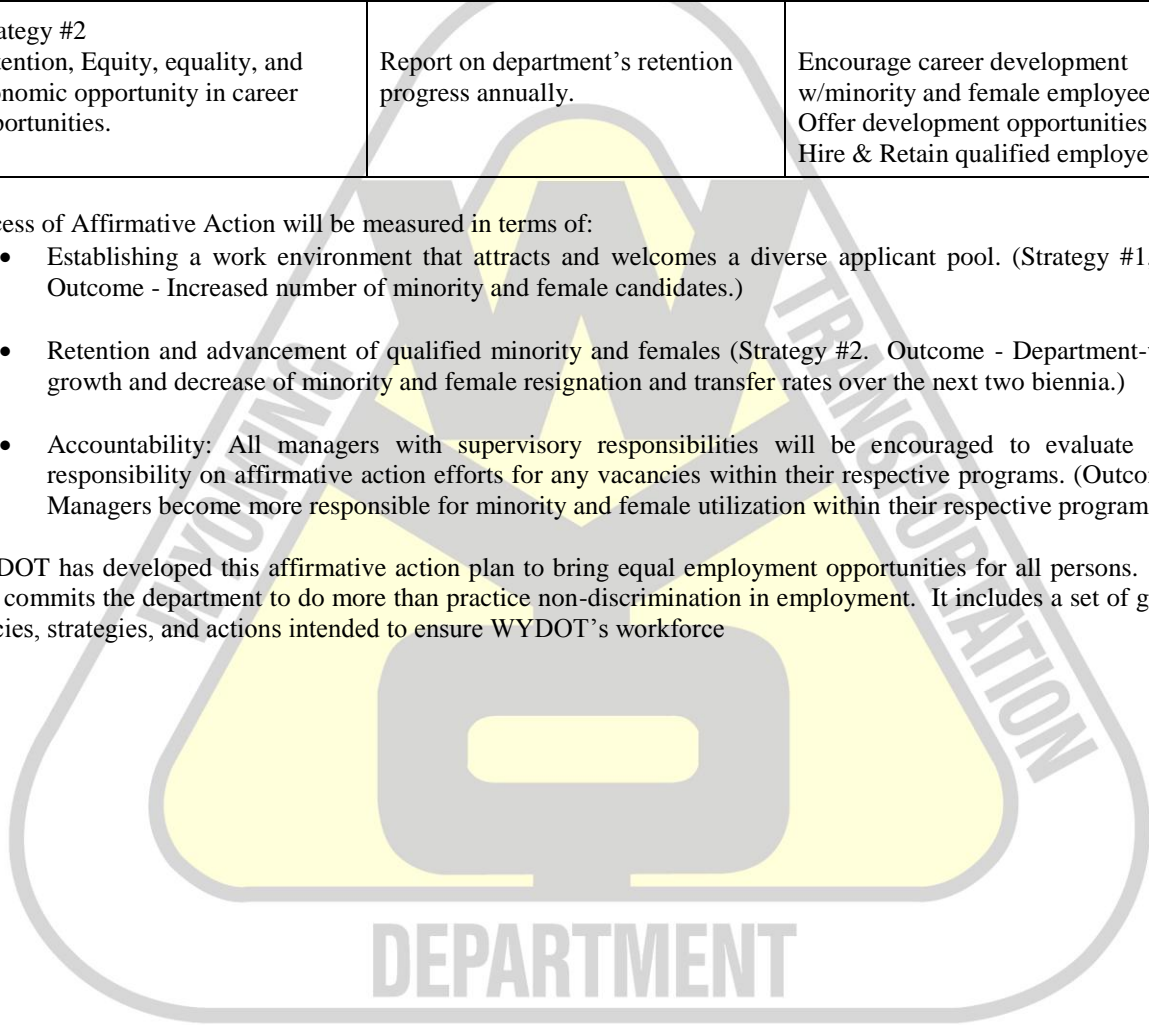 ategy #2
tention, Equity, equality, and
onomic opportunity in career
portunities.
Report on department’s retention
progress annually.
Encourage career development
w/minority and female employee
Offer development opportunities
Hire & Retain qualified employe
cess of Affirmative Action will be measured in terms of:
• Establishing a work environment that attracts and welcomes a diverse applicant pool. (Strategy #1.
Outcome - Increased number of minority and female candidates.)
• Retention and advancement of qualified minority and females (Strategy #2. Outcome - Department-
growth and decrease of minority and female resignation and transfer rates over the next two biennia.)
• Accountability: All managers with supervisory responsibilities will be encouraged to evaluate
responsibility on affirmative action efforts for any vacancies within their respective programs. (Outco
Managers become more responsible for minority and female utilization within their respective program
DOT has developed this affirmative action plan to bring equal employment opportunities for all persons.
commits the department to do more than practice non-discrimination in employment. It includes a set of g
cies, strategies, and actions intended to ensure WYDOT’s workforce
WYOMING
TRANSPORTATION
DEPARTMENT